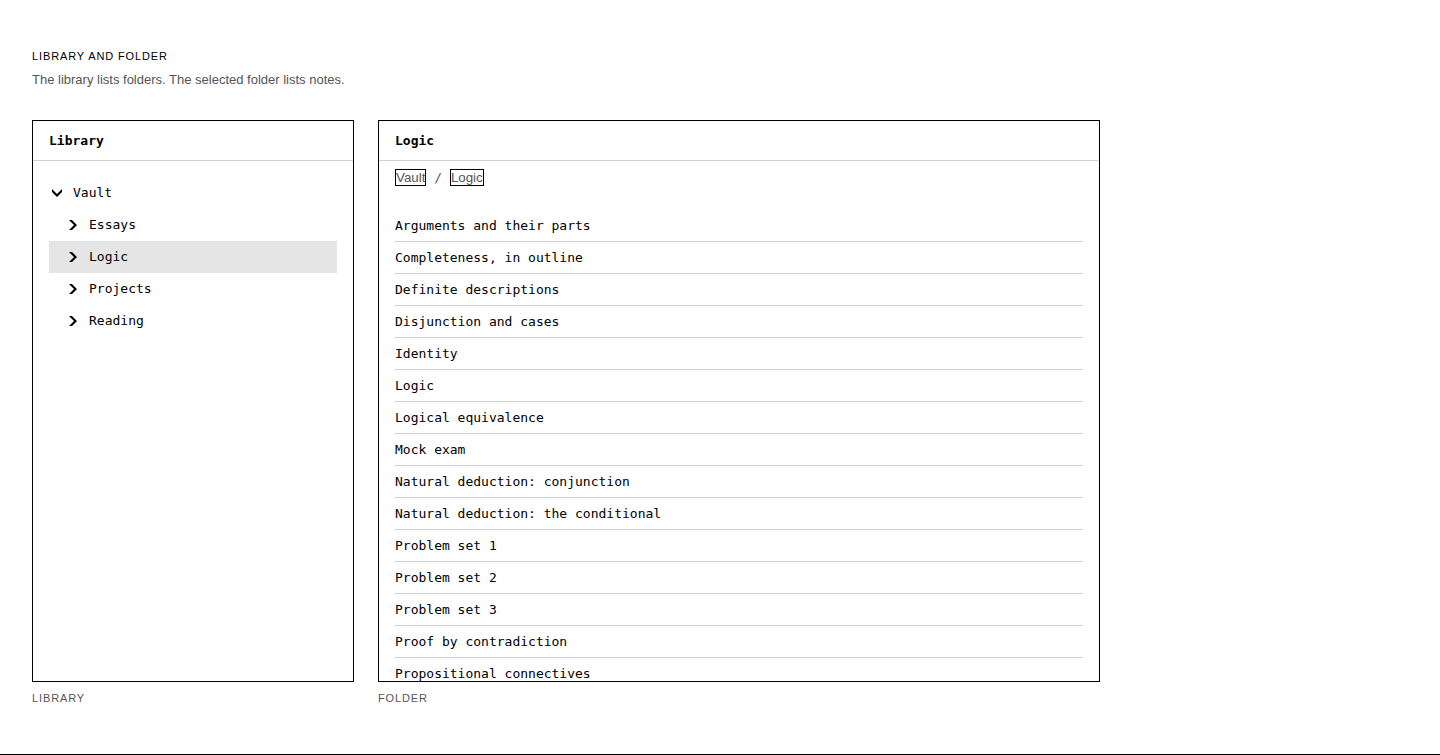 LIBRARY AND FOLDER
The library lists folders. The selected folder lists notes.
Library
Vault
Essays
Logic
Projects
Reading
LIBRARY
Logic
Vault / Logic
Arguments and their parts
Completeness, in outline
Definite descriptions
Disjunction and cases
Identity
Logic
Logical equivalence
Mock exam
Natural deduction: conjunction
Natural deduction: the conditional
Problem set 1
Problem set 2
Problem set 3
Proof by contradiction
Propositional connectives
FOLDER